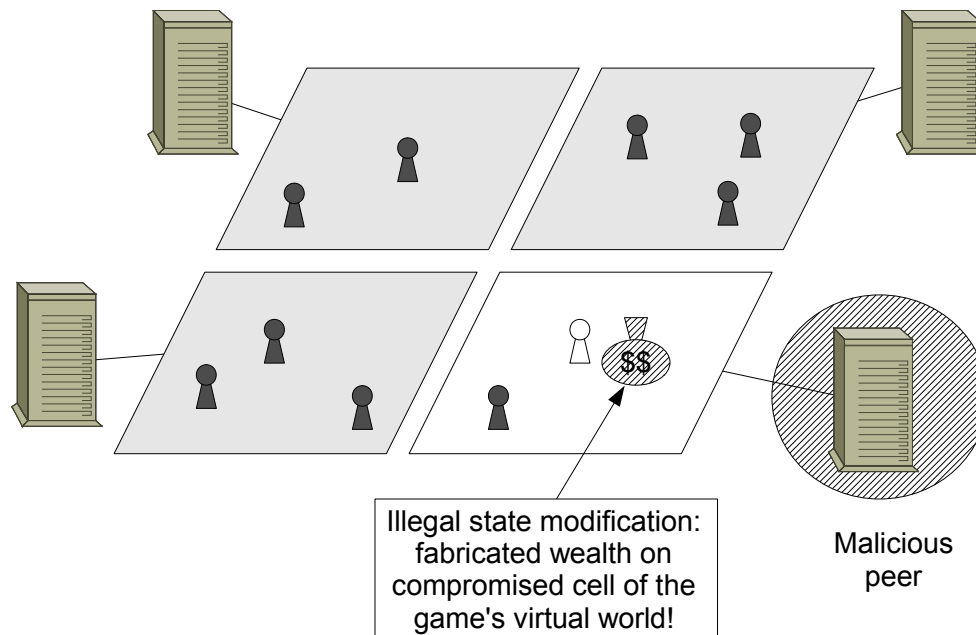 $$
Illegal state modification:
fabricated wealth on
compromised cell of the
game's virtual world!
Malicious
peer